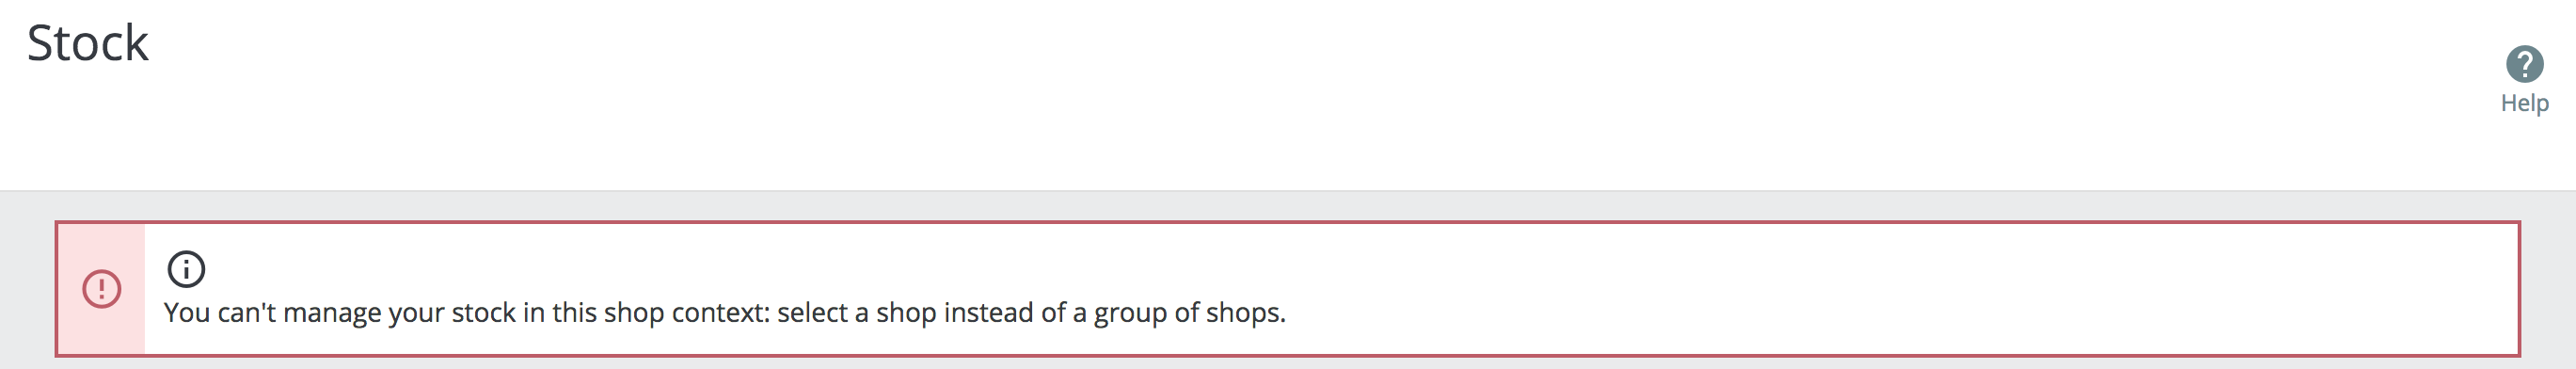 Stock
Help
You can't manage your stock in this shop context: select a shop instead of a group of shops.